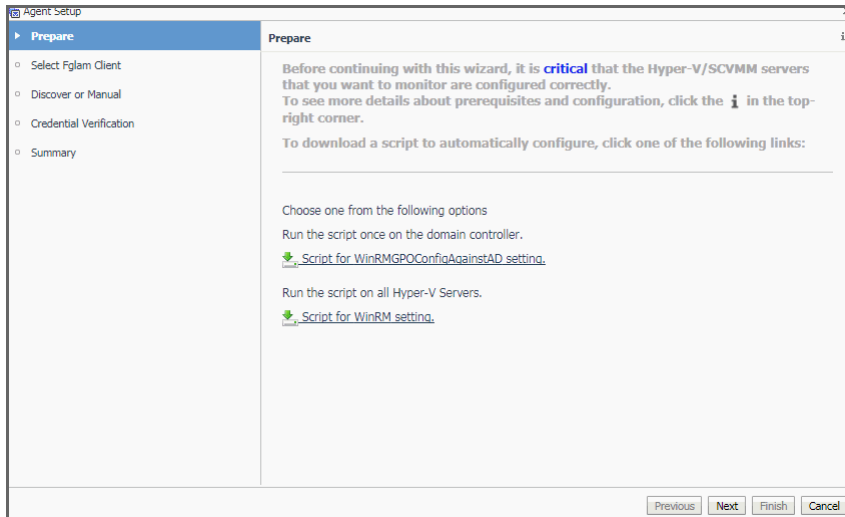 Agent Setup
Prepare
Select Fglam Client
Discover or Manual
Credential Verification
Summary
Prepare
i
Before continuing with this wizard, it is critical that the Hyper-V/SCVMM servers
that you want to monitor are configured correctly.
To see more details about prerequisites and configuration, click the i in the top-
right corner.
To download a script to automatically configure, click one of the following links:
Choose one from the following options
Run the script once on the domain controller.
Script for WinRMGPOConfigAgainstAD setting.
Run the script on all Hyper-V Servers.
Script for WinRM setting.
Previous Next Finish Cancel